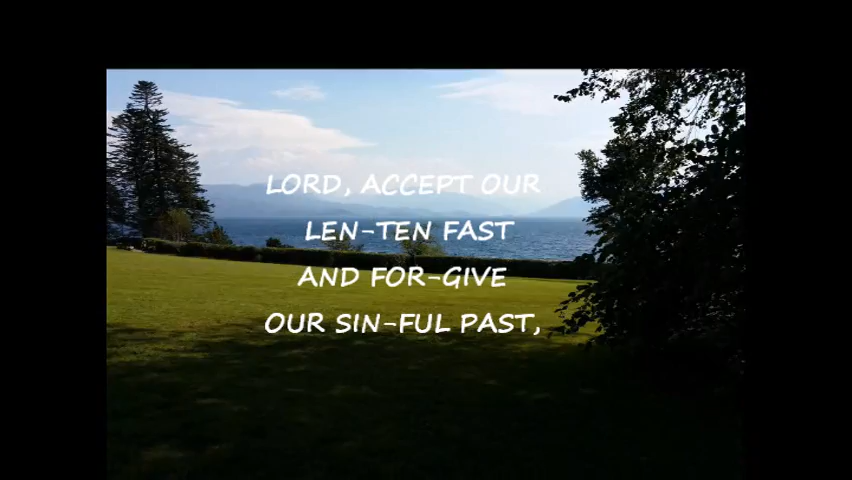 LORD, ACCEPT OUR
LEN-TEN FAST
AND FOR-GIVE
OUR SIN-FUL PAST,